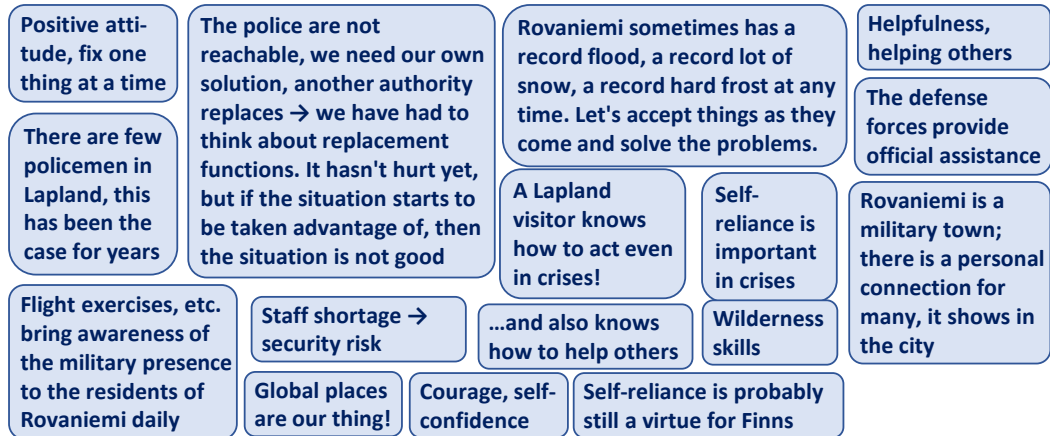 Positive atti-
tude, fix one
thing at a time
The police are not
reachable, we need our own
solution, another authority
replaces → we have had to
think about replacement
functions. It hasn't hurt yet,
but if the situation starts to
be taken advantage of, then
the situation is not good
Rovaniemi sometimes has a
record flood, a record lot of
snow, a record hard frost at any
time. Let's accept things as they
come and solve the problems.
Helpfulness,
helping others
There are few
policemen in
Lapland, this
has been the
case for years
The defense
forces provide
official assistance
A Lapland
visitor knows
how to act even
in crises!
Self-
reliance is
important
in crises
Rovaniemi is a
military town;
there is a personal
connection for
many, it shows in
the city
Flight exercises, etc.
bring awareness of
the military presence
to the residents of
Rovaniemi daily
Staff shortage →
security risk
...and also knows
how to help others
Wilderness
skills
Global places
are our thing!
Courage, self-
confidence
Self-reliance is probably
still a virtue for Finns